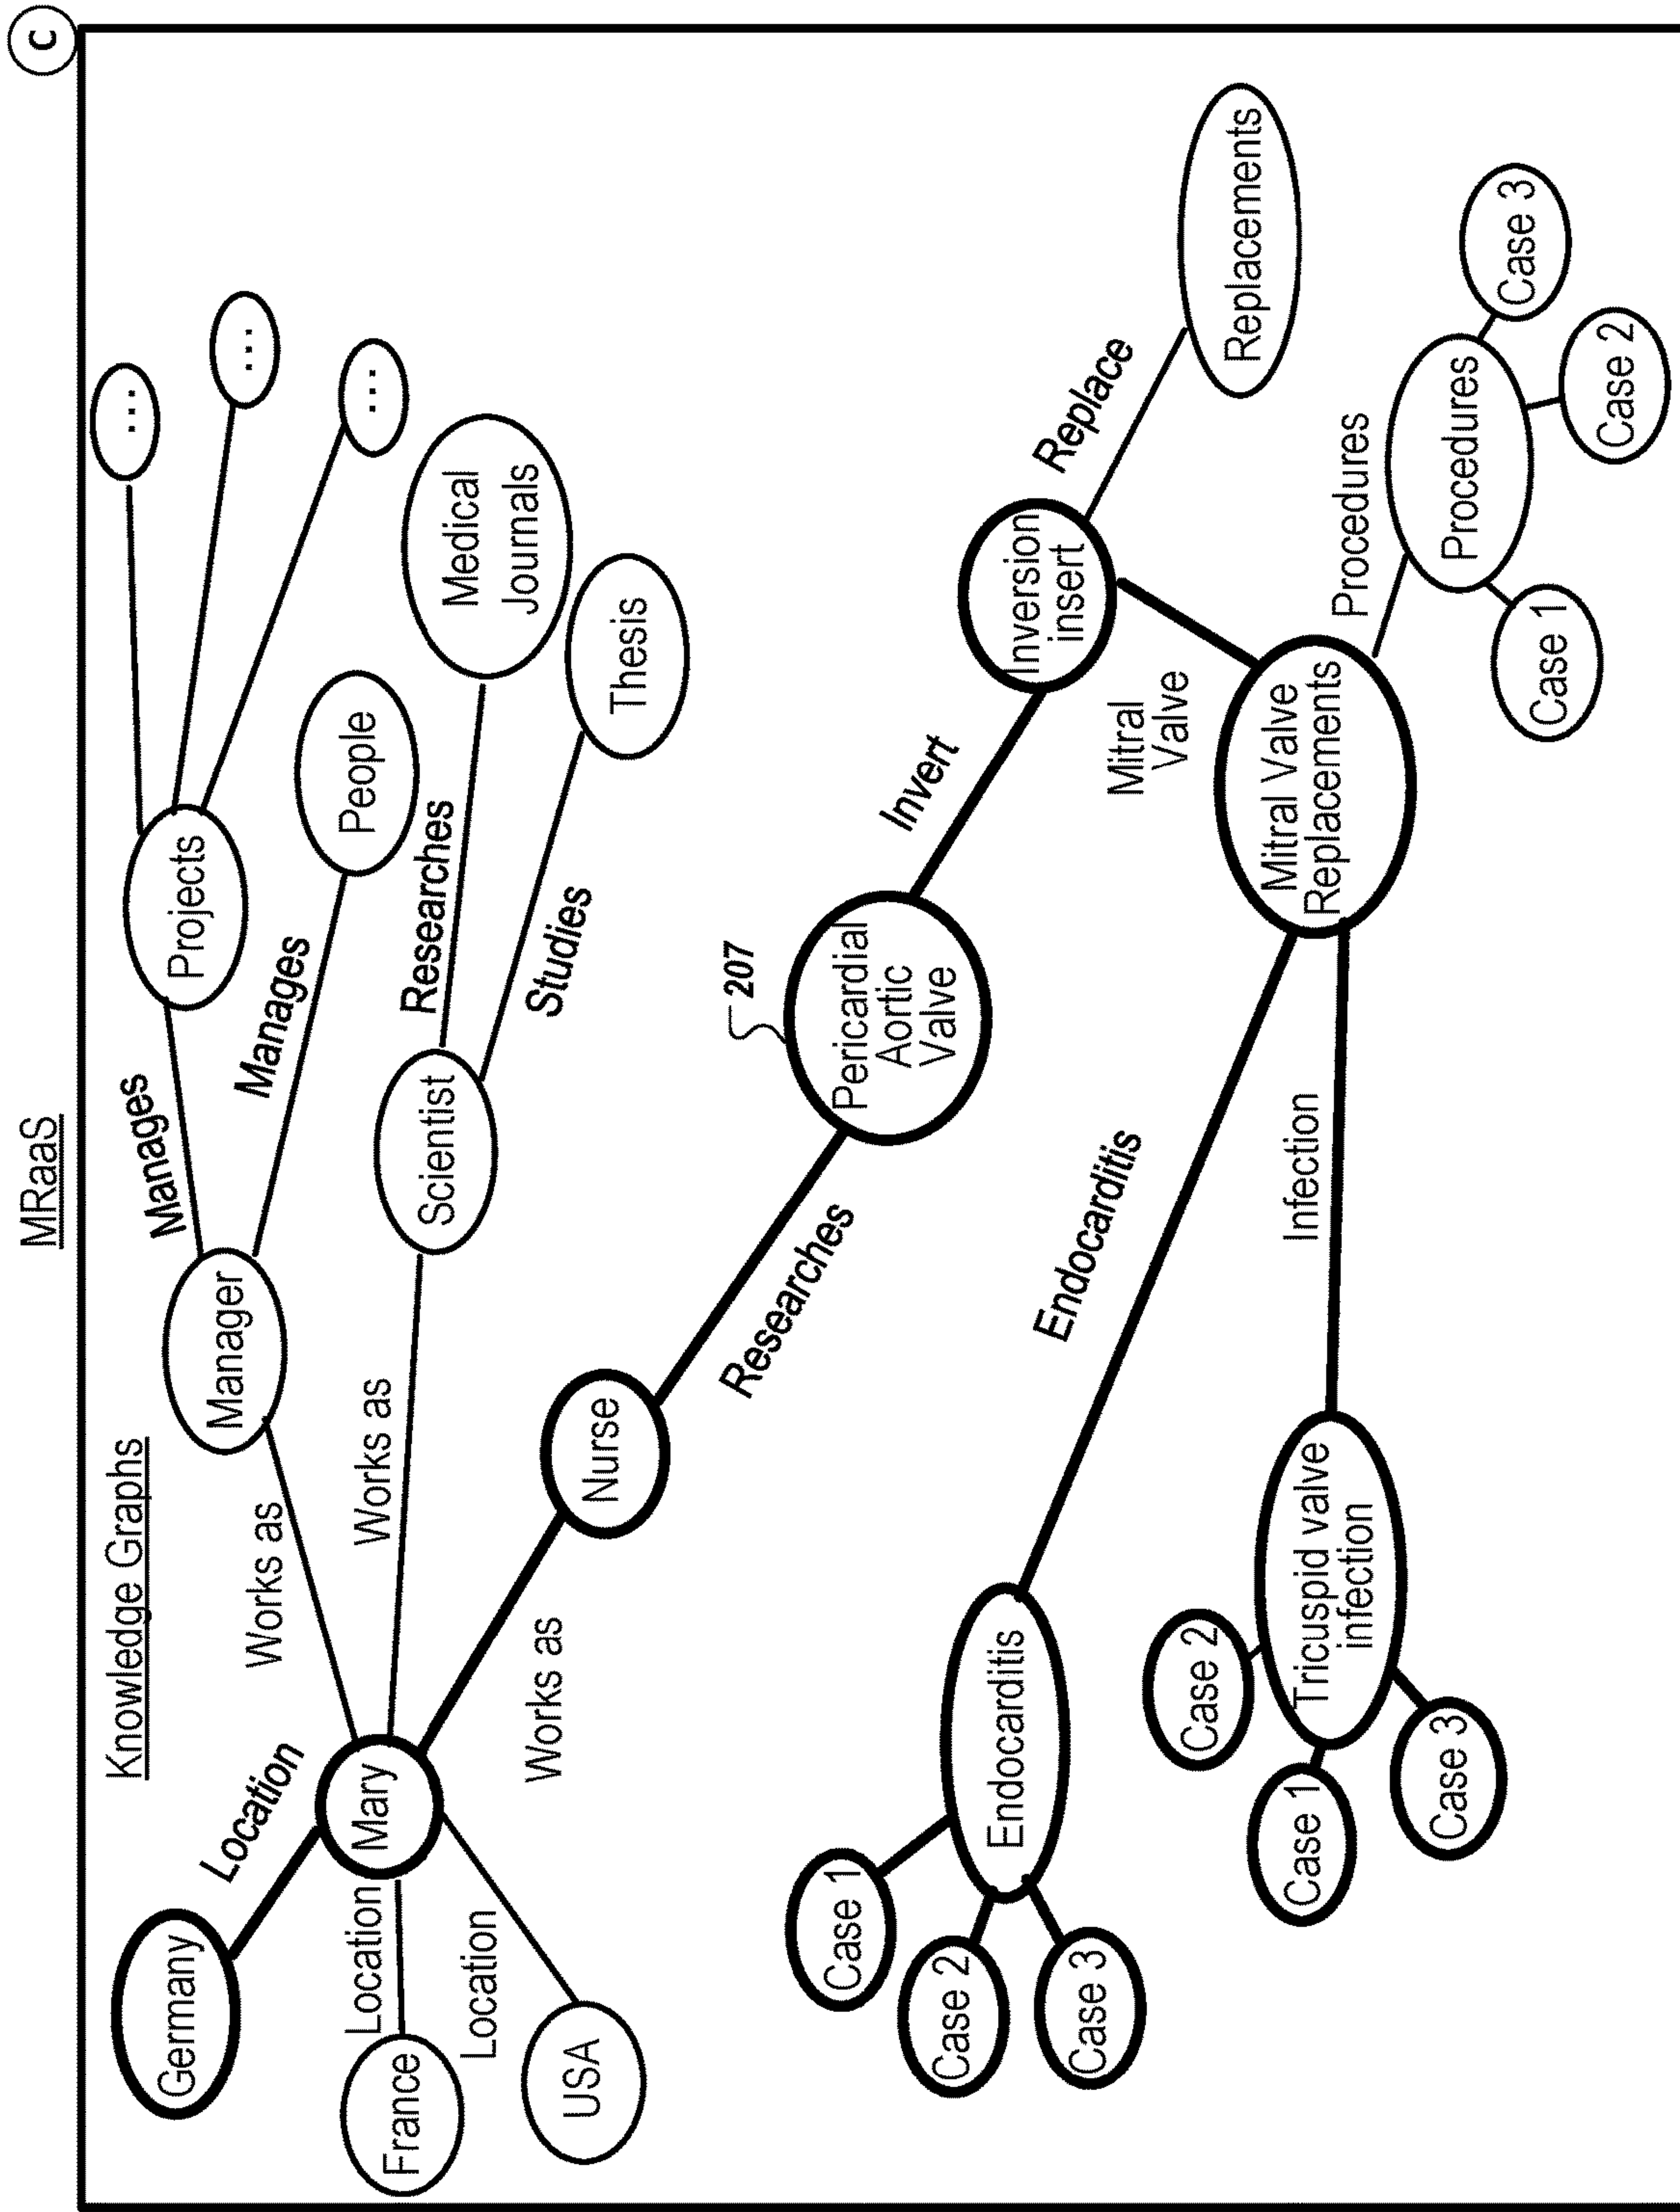 MRaaS
C
Knowledge Graphs
Germany
Location
Mary
Location
France
Location
USA
Works as
Manager
Manages
Projects
...
...
...
Manages
People
Works as
Scientist
Researches
Medical
Journals
Studies
Thesis
Works as
Nurse
Researches
207
Pericardial
Aortic
Valve
Invert
Inversion
insert
Replace
Replacements
Mitral
Valve
Mitral Valve
Replacements
Procedures
Procedures
Case 1
Case 2
Case 3
Endocarditis
Endocarditis
Case 1
Case 2
Case 3
Infection
Tricuspid valve
infection
Case 2
Case 1
Case 3